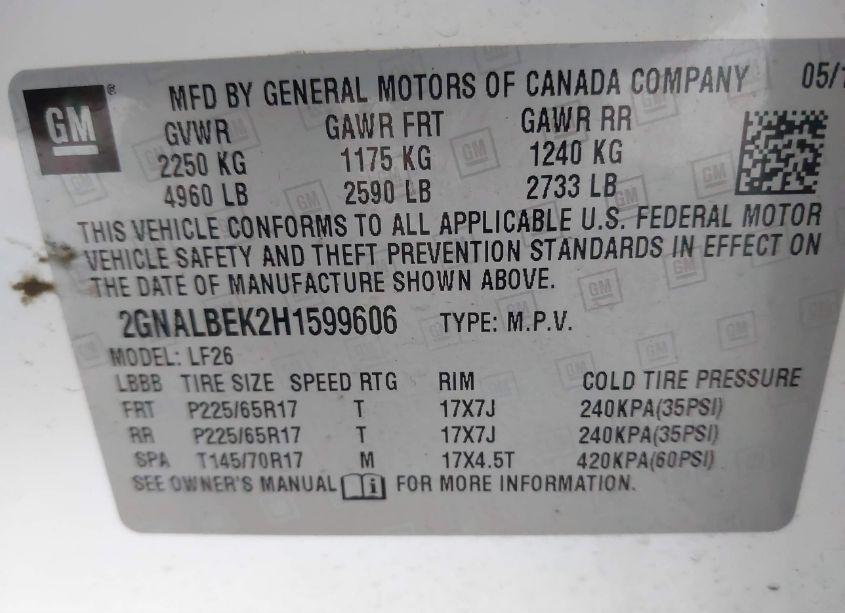 GM ® MFD BY GENERAL MOTORS OF CANADA COMPANY 05/1
GVWR GAWR FRT GAWR RR
2250 KG 1175 KG 1240 KG
4960 LB 2590 LB 2733 LB
THIS VEHICLE CONFORMS TO ALL APPLICABLE U.S. FEDERAL MOTOR
VEHICLE SAFETY AND THEFT PREVENTION STANDARDS IN EFFECT ON
THE DATE OF MANUFACTURE SHOWN ABOVE.
2GNALBEK2H1599606 TYPE: M.P.V.
MODEL: LF26
LBBB TIRE SIZE SPEED RTG RIM COLD TIRE PRESSURE
FRT P225/65R17 T 17X7J 240KPA(35PSI)
RR P225/65R17 T 17X7J 240KPA(35PSI)
SPA T145/70R17 M 17X4.5T 420KPA(60PSI)
SEE OWNER'S MANUAL i FOR MORE INFORMATION.